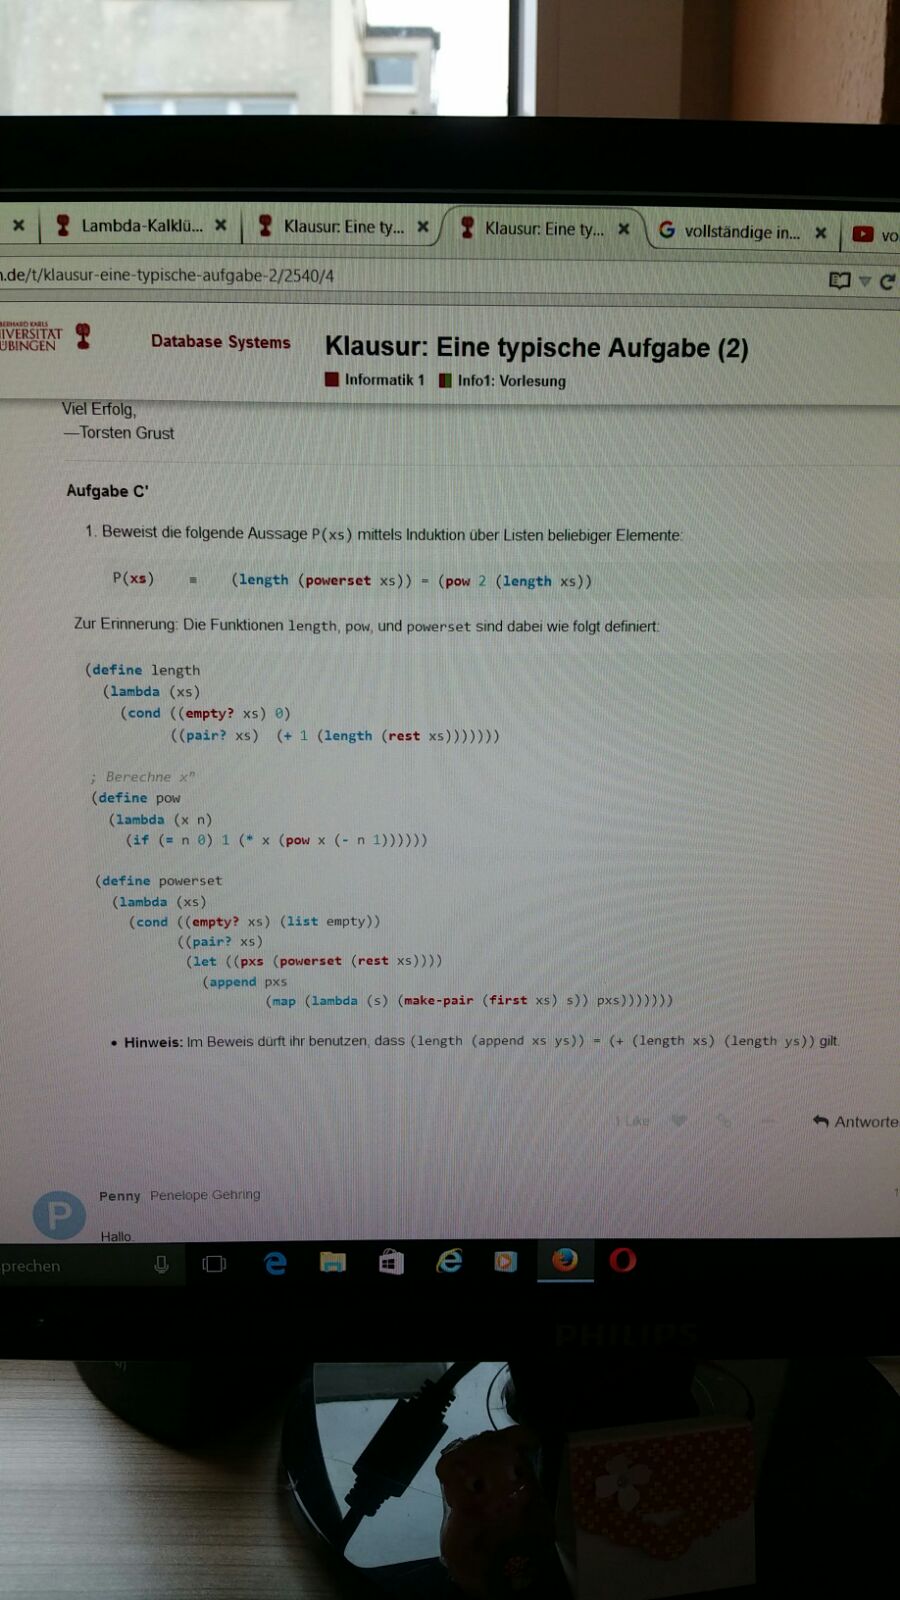 Lambda-Kalklü...
Klausur: Eine ty...
Klausur: Eine ty...
vollständige in...
vo
.de/t/klausur-eine-typische-aufgabe-2/2540/4
UNIVERSITÄT
TÜBINGEN
Database Systems
Klausur: Eine typische Aufgabe (2)
Informatik 1 Info1: Vorlesung
Viel Erfolg,
—Torsten Grust
Aufgabe C'
1. Beweist die folgende Aussage P(xs) mittels Induktion über Listen beliebiger Elemente:
P(xs) ≡ (length (powerset xs)) = (pow 2 (length xs))
Zur Erinnerung: Die Funktionen length, pow, und powerset sind dabei wie folgt definiert:
(define length
(lambda (xs)
(cond ((empty? xs) 0)
((pair? xs) (+ 1 (length (rest xs)))))))
; Berechne xⁿ
(define pow
(lambda (x n)
(if (= n 0) 1 (* x (pow x (- n 1))))))
(define powerset
(lambda (xs)
(cond ((empty? xs) (list empty))
((pair? xs)
(let ((pxs (powerset (rest xs))))
(append pxs
(map (lambda (s) (make-pair (first xs) s)) pxs)))))))
• Hinweis: Im Beweis dürft ihr benutzen, dass (length (append xs ys)) = (+ (length xs) (length ys)) gilt.
1 Like
Antworte
P
Penny Penelope Gehring
Hallo.
prechen
PHILIPS